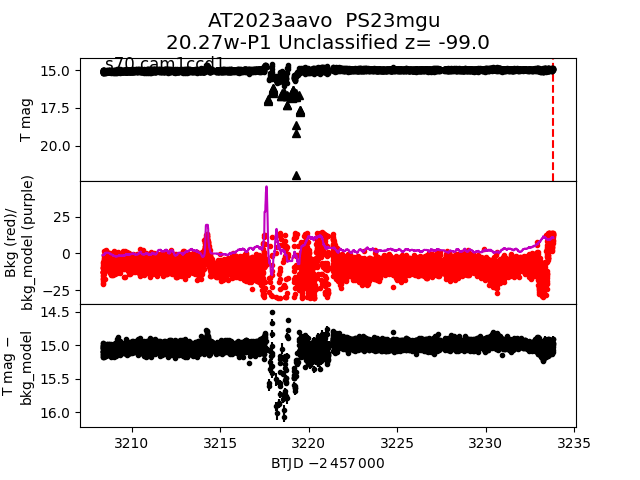 AT2023aavo PS23mgu
20.27w-P1 Unclassified z= -99.0
s70 cam1ccd1
15.0
17.5
20.0
T mag
25
0
−25
Bkg (red)/
bkg_model (purple)
14.5
15.0
15.5
16.0
T mag −
bkg_model
3210 3215 3220 3225 3230 3235
BTJD −2 457 000